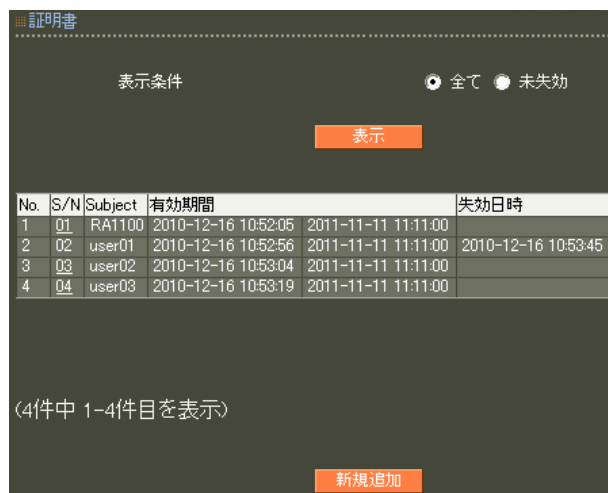 証明書
表示条件 全て 未失効
表示
No. S/N Subject 有効期間 失効日時
1 01 RA1100 2010-12-16 10:52:05 2011-11-11 11:11:00
2 02 user01 2010-12-16 10:52:56 2011-11-11 11:11:00 2010-12-16 10:53:45
3 03 user02 2010-12-16 10:53:04 2011-11-11 11:11:00
4 04 user03 2010-12-16 10:53:19 2011-11-11 11:11:00
(4件中 1-4件目を表示)
新規追加